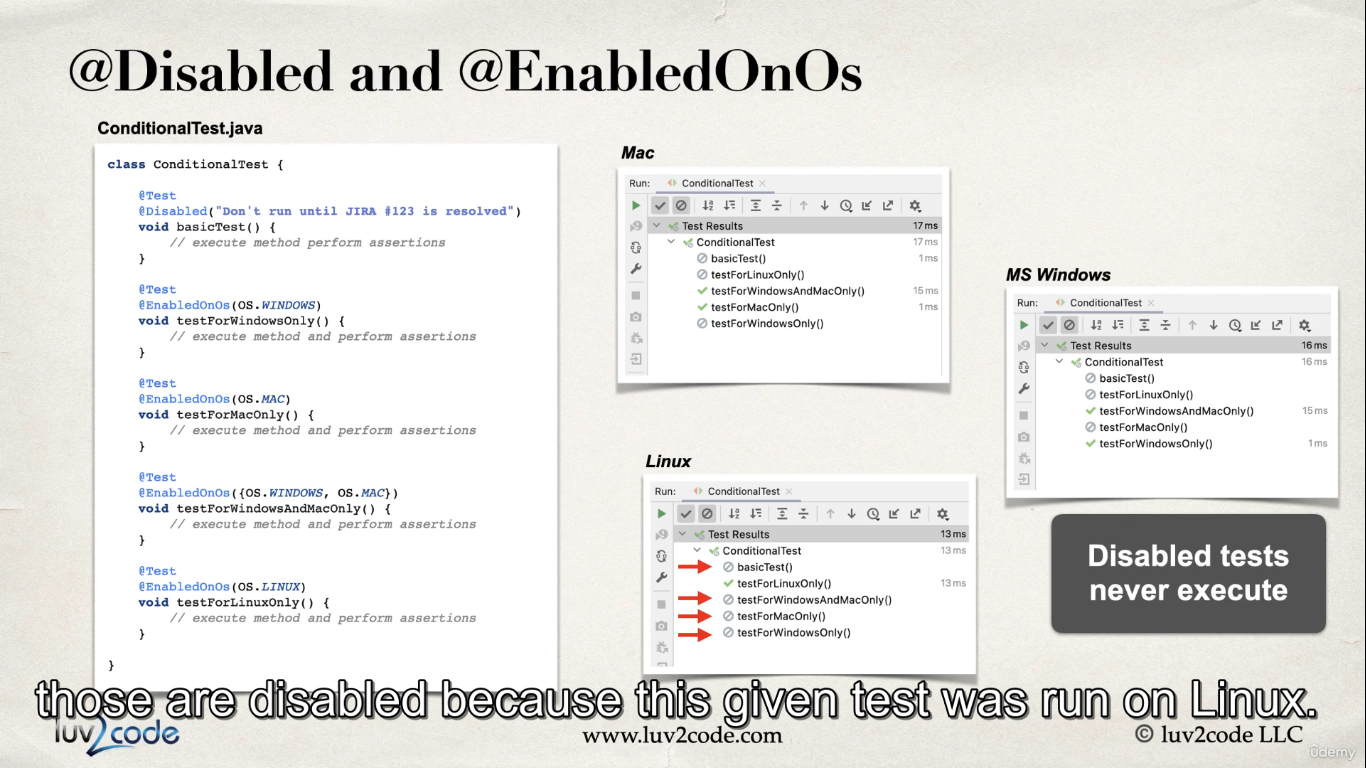 @Disabled and @EnabledOnOs
ConditionalTest.java
class ConditionalTest {
@Test
@Disabled("Don't run until JIRA #123 is resolved")
void basicTest() {
// execute method perform assertions
}
@Test
@EnabledOnOs(OS.WINDOWS)
void testForWindowsOnly() {
// execute method and perform assertions
}
@Test
@EnabledOnOs(OS.MAC)
void testForMacOnly() {
// execute method and perform assertions
}
@Test
@EnabledOnOs({OS.WINDOWS, OS.MAC})
void testForWindowsAndMacOnly() {
// execute method and perform assertions
}
@Test
@EnabledOnOs(OS.LINUX)
void testForLinuxOnly() {
// execute method and perform assertions
}
}
Mac
Run: ConditionalTest
Test Results 17 ms
ConditionalTest 17 ms
basicTest() 1 ms
testForLinuxOnly()
testForWindowsAndMacOnly() 15 ms
testForMacOnly() 1 ms
testForWindowsOnly()
MS Windows
Run: ConditionalTest
Test Results 16 ms
ConditionalTest 16 ms
basicTest()
testForLinuxOnly()
testForWindowsAndMacOnly() 15 ms
testForMacOnly()
testForWindowsOnly() 1 ms
Linux
Run: ConditionalTest
Test Results 13 ms
ConditionalTest 13 ms
basicTest()
testForLinuxOnly() 13 ms
testForWindowsAndMacOnly()
testForMacOnly()
testForWindowsOnly()
Disabled tests
never execute
those are disabled because this given test was run on Linux.
luv2code
www.luv2code.com
© luv2code LLC
ûdemy